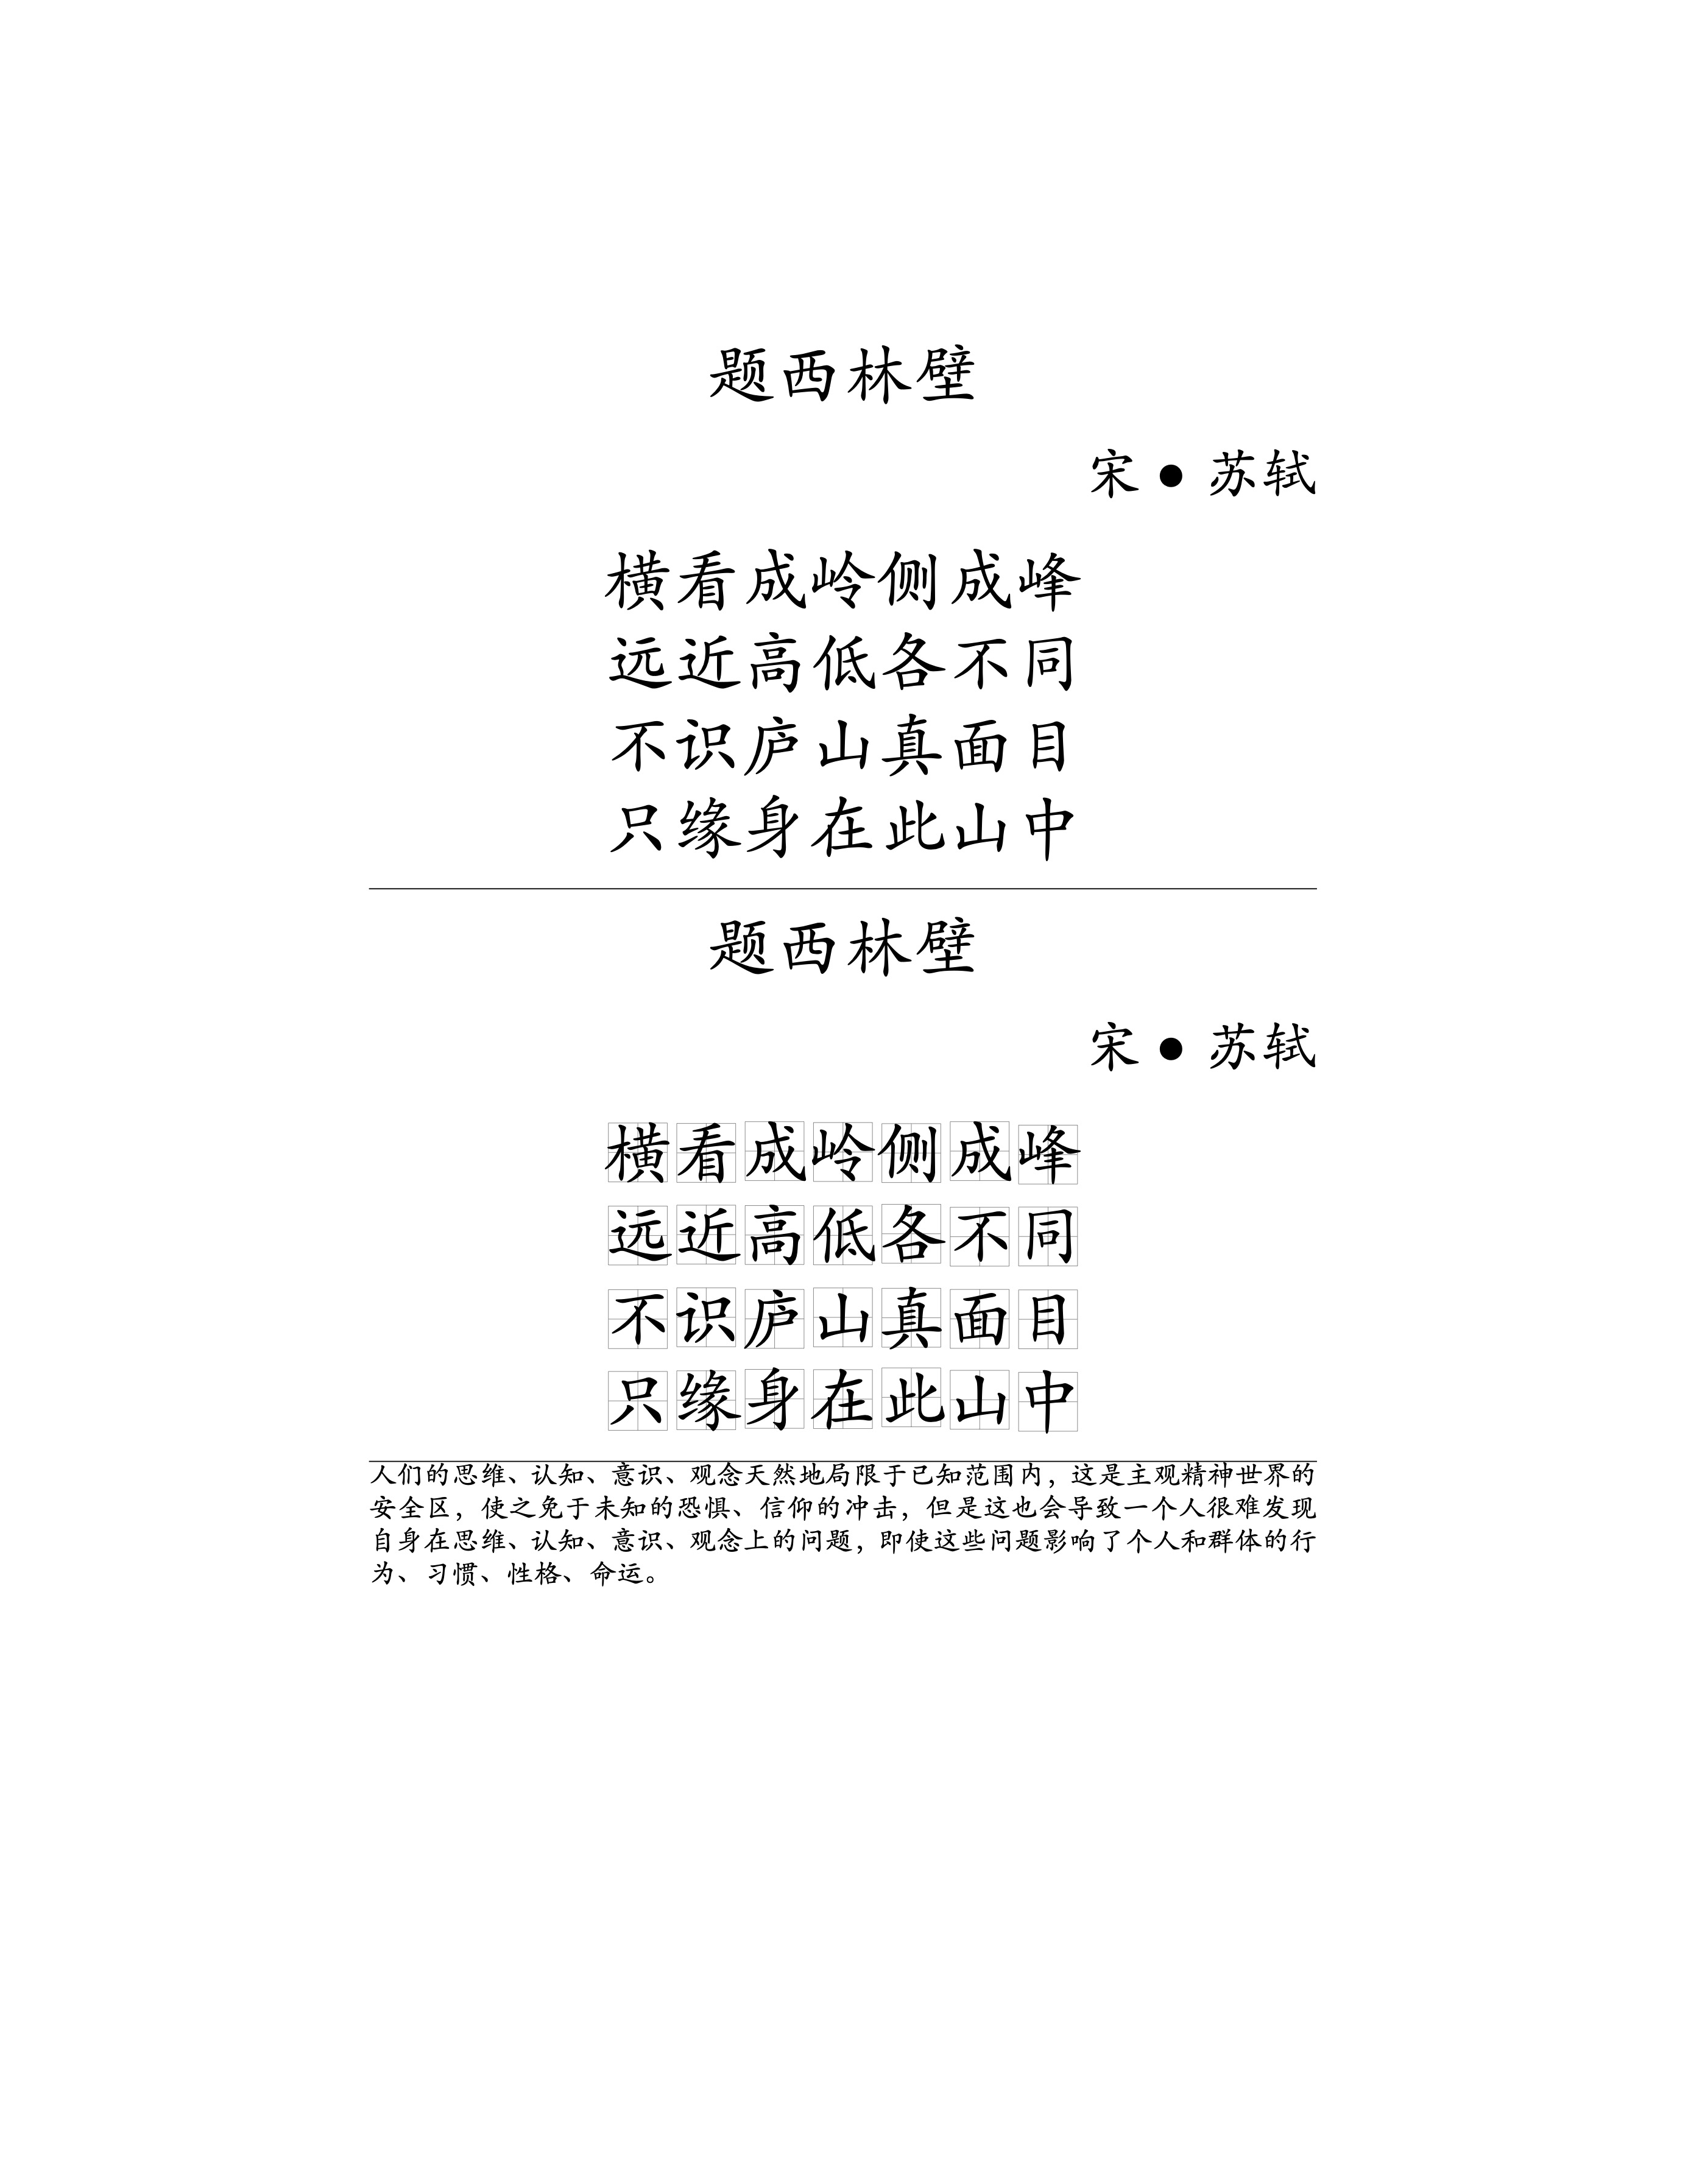 题西林壁
宋 ● 苏轼
横看成岭侧成峰
远近高低各不同
不识庐山真面目
只缘身在此山中
题西林壁
宋 ● 苏轼
横看成岭侧成峰
远近高低各不同
不识庐山真面目
只缘身在此山中
人们的思维、认知、意识、观念天然地局限于已知范围内，这是主观精神世界的
安全区，使之免于未知的恐惧、信仰的冲击，但是这也会导致一个人很难发现
自身在思维、认知、意识、观念上的问题，即使这些问题影响了个人和群体的行
为、习惯、性格、命运。